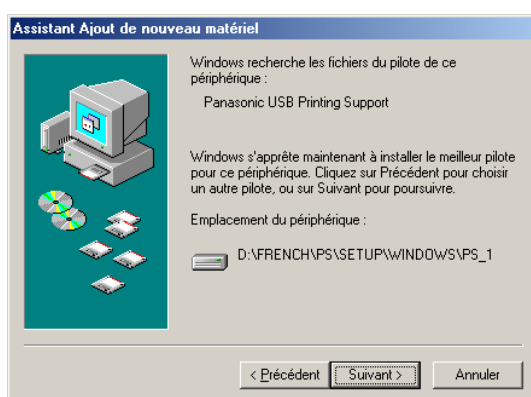 Assistant Ajout de nouveau matériel
Windows recherche les fichiers du pilote de ce
périphérique :
Panasonic USB Printing Support
Windows s'apprête maintenant à installer le meilleur pilote
pour ce périphérique. Cliquez sur Précédent pour choisir
un autre pilote, ou sur Suivant pour poursuivre.
Emplacement du périphérique :
D:\FRENCH\PS\SETUP\WINDOWS\PS_1
< Précédent Suivant > Annuler